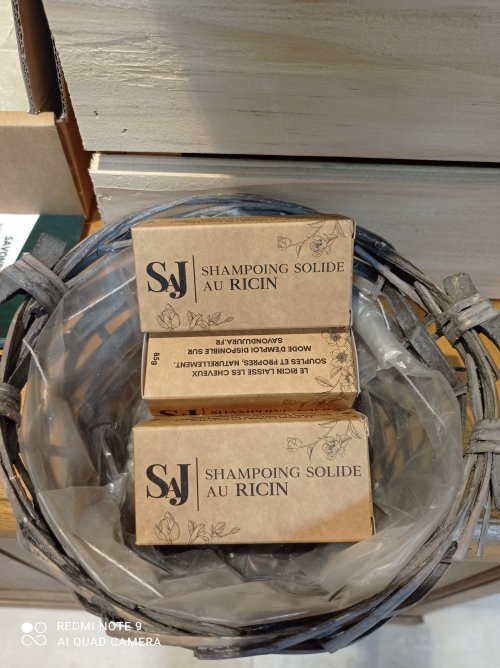 SAJ
SHAMPOING SOLIDE
AU RICIN
LE RICIN LAISSE LES CHEVEUX
SOUPLES ET PROPRES, NATURELLEMENT.
MODE D'EMPLOI DISPONIBLE SUR
SAVONDUJURA.FR
85g
SAJ
SHAMPOING SOLIDE
AU RICIN
SAVON
REDMI NOTE 9
AI QUAD CAMERA